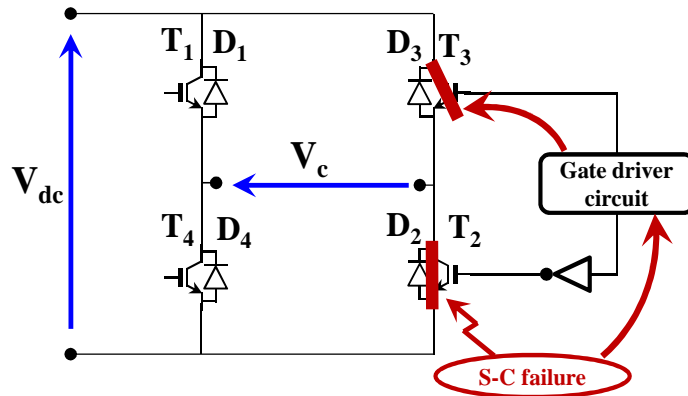 T1 D1
D3 T3
Vdc
Vc
Gate driver
circuit
T4 D4
D2 T2
S-C failure